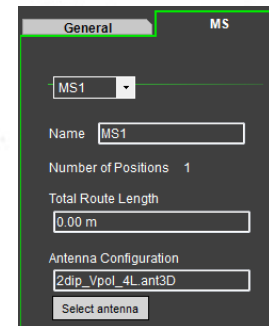 General MS
MS1
Name MS1
Number of Positions 1
Total Route Length
0.00 m
Antenna Configuration
2dip_Vpol_4L.ant3D
Select antenna